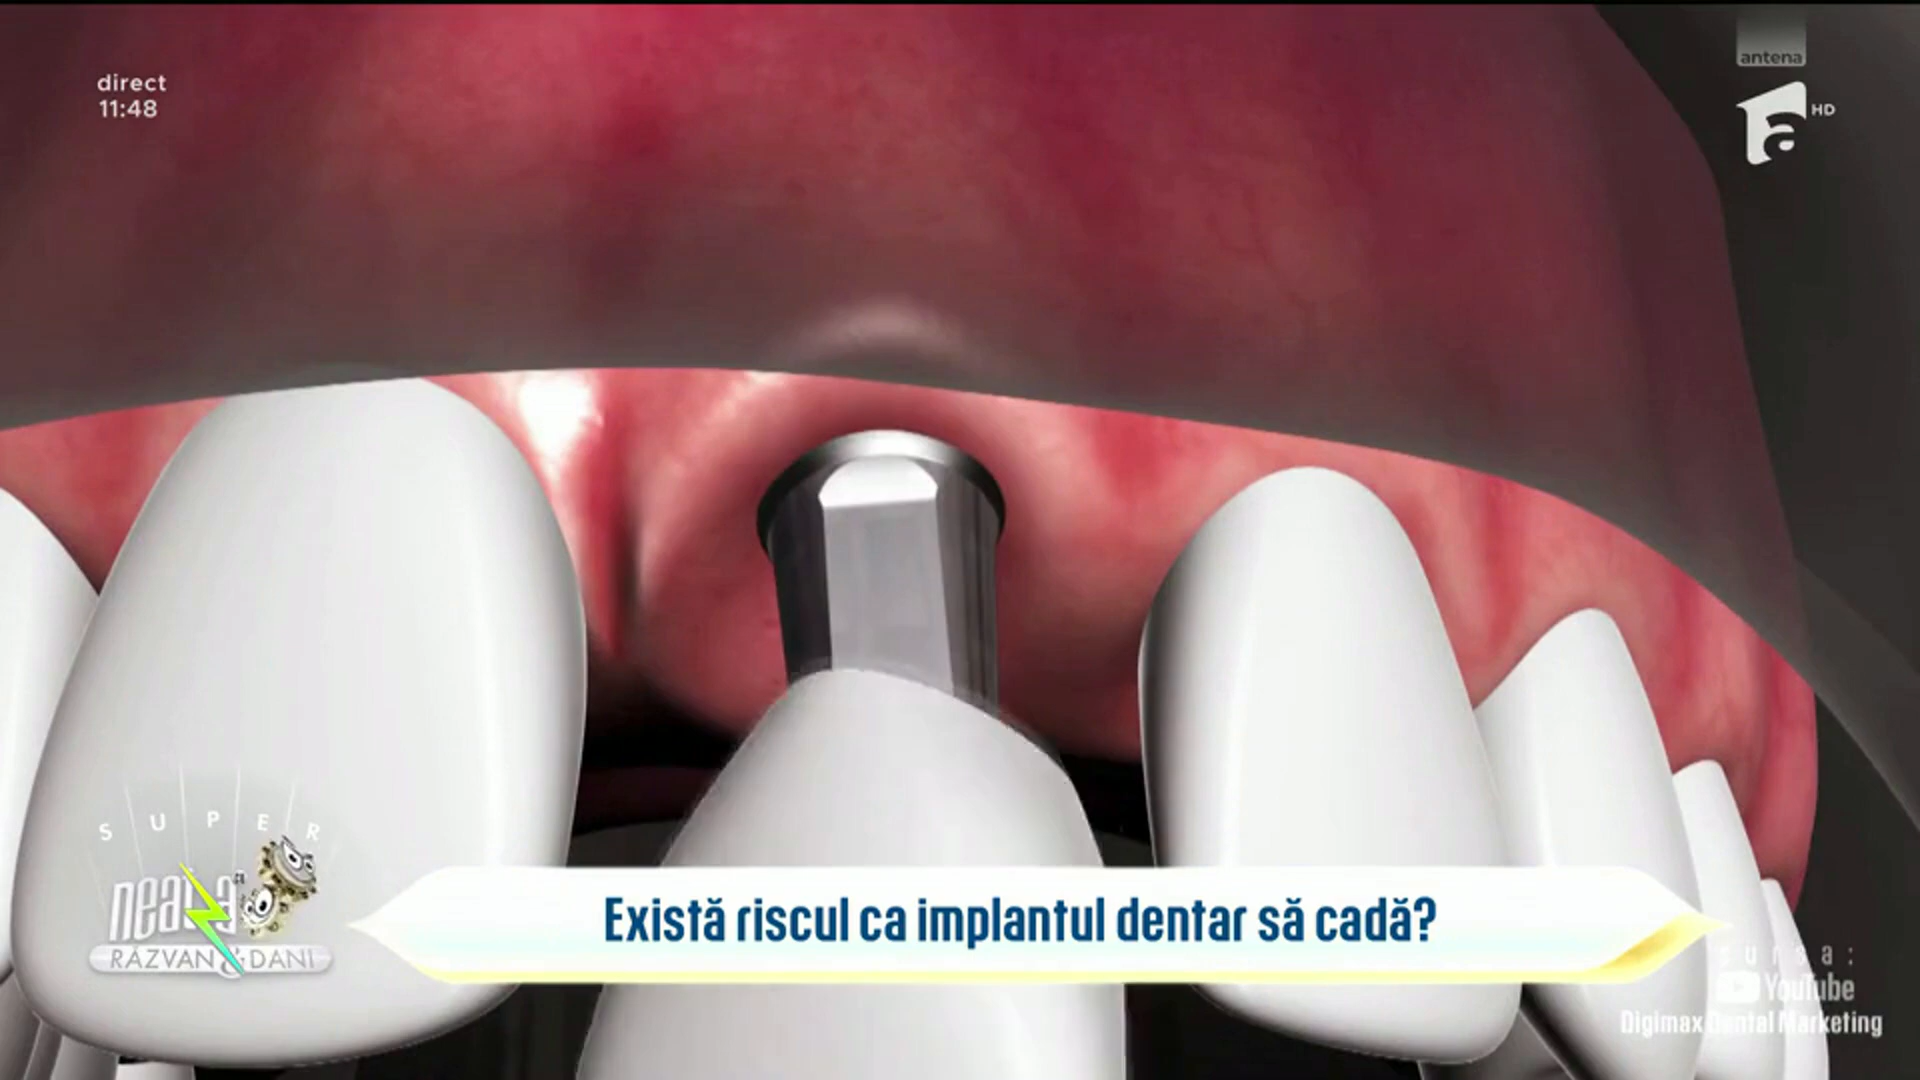 direct
11:48
antena
HD
SUPER
neatza
RĂZVAN & DANI
Există riscul ca implantul dentar să cadă?
sursa:
YouTube
Digimax Dental Marketing